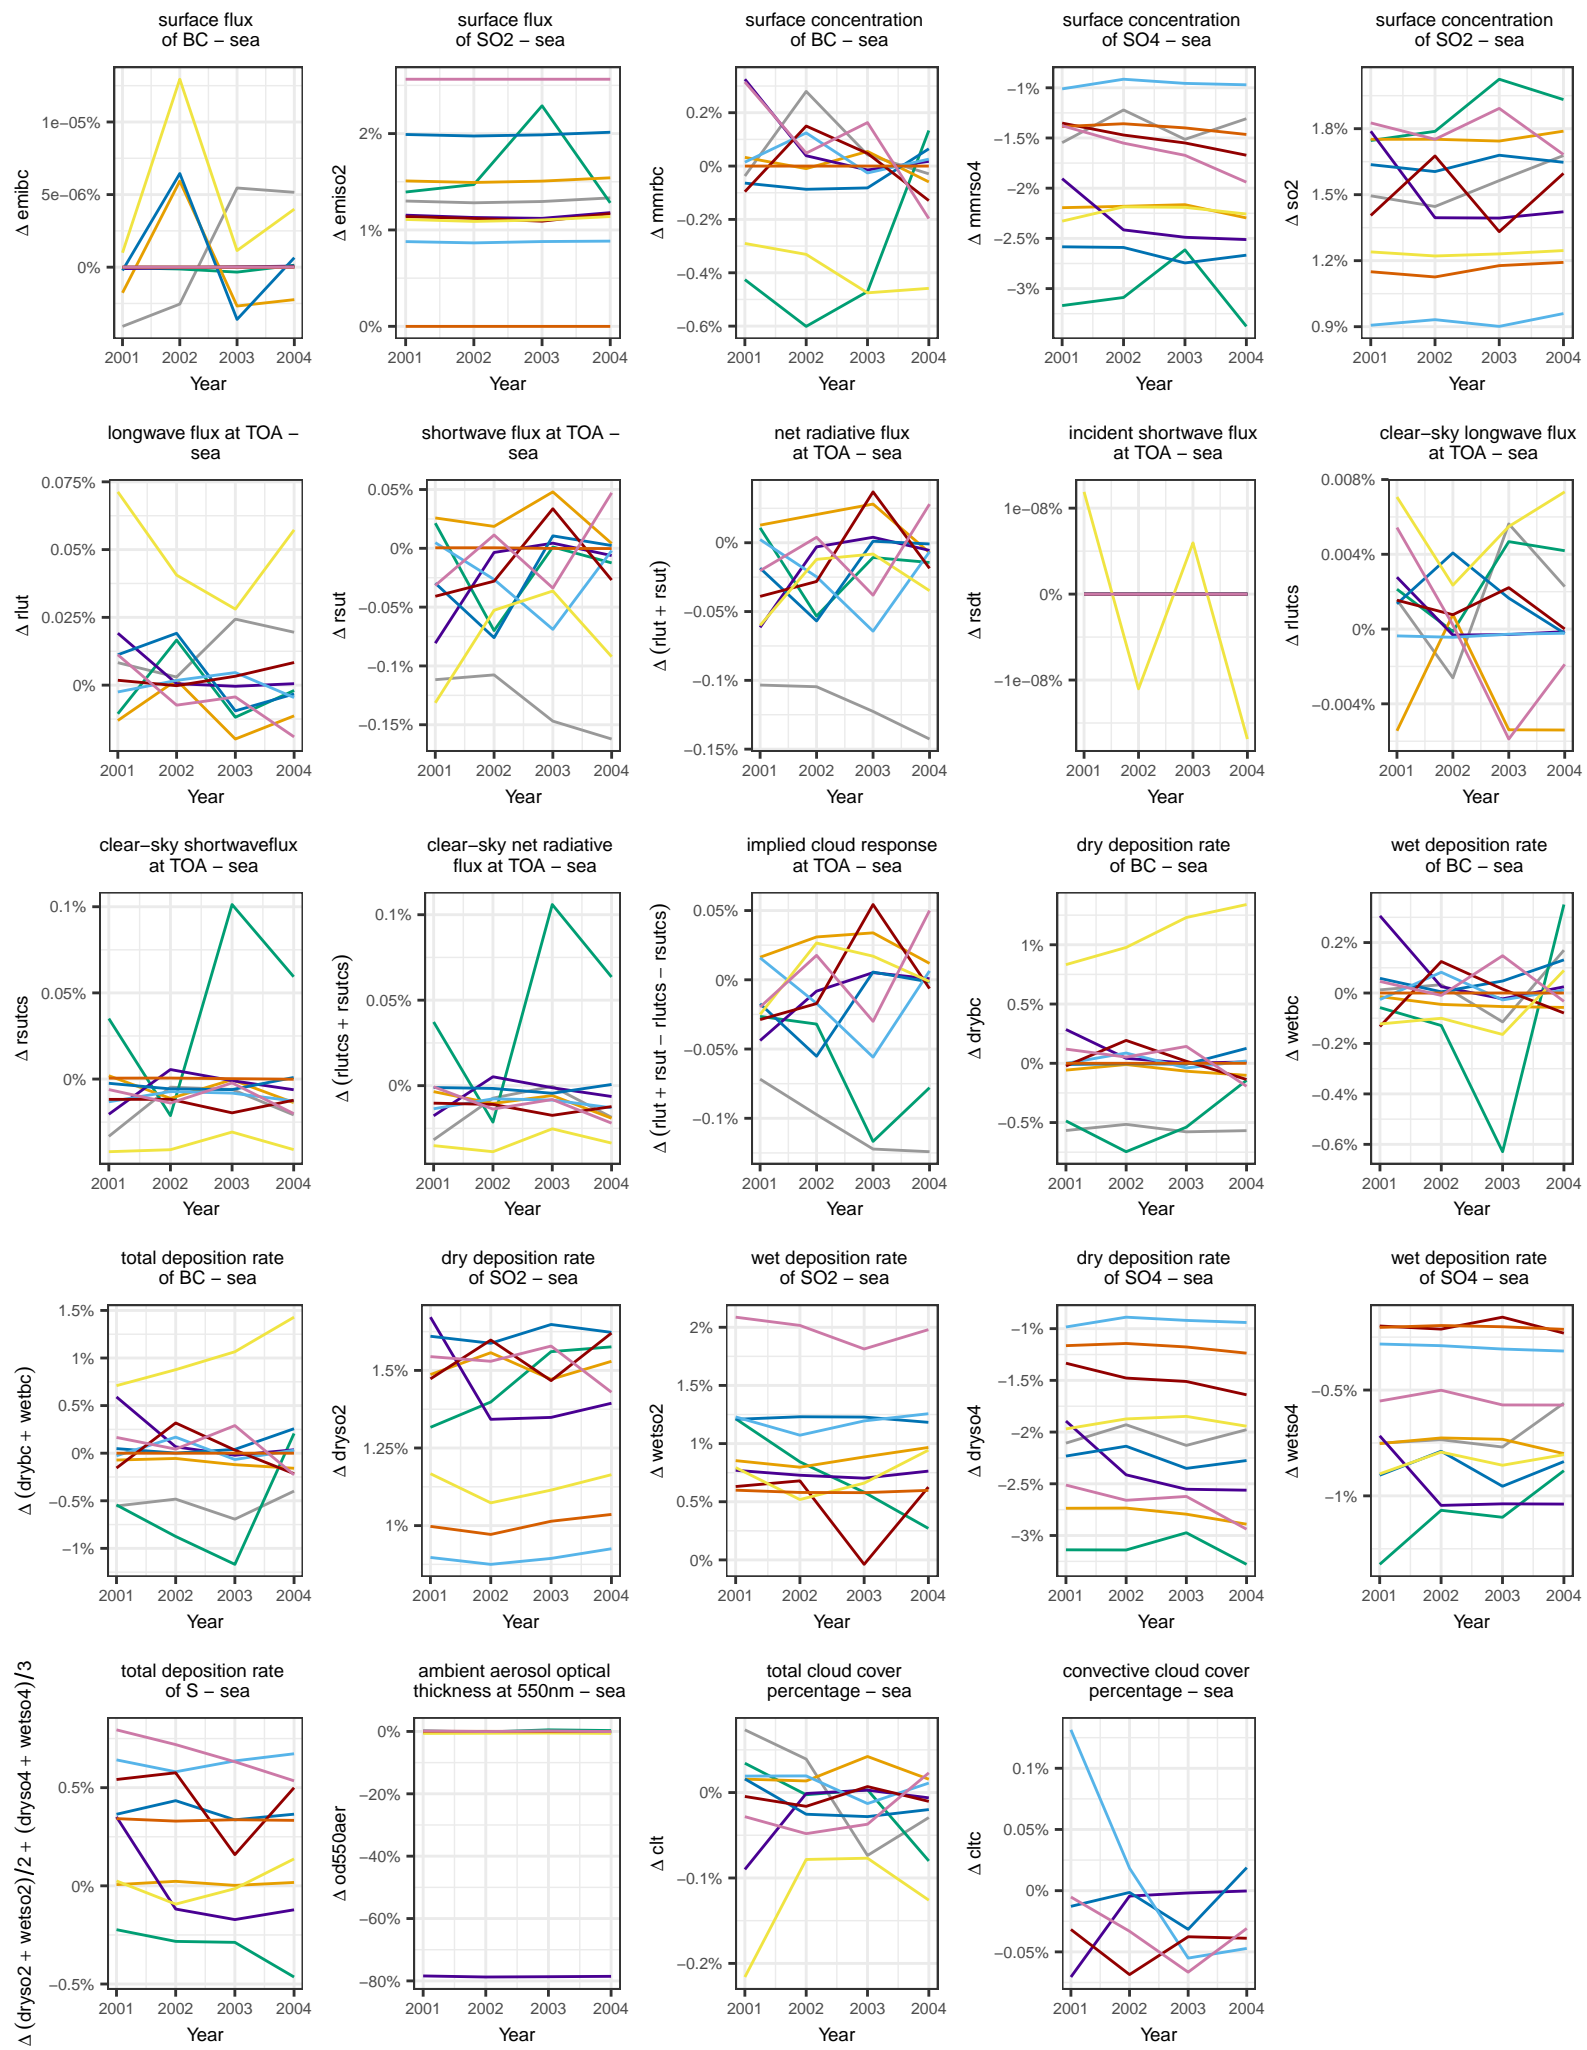 surface flux
of BC − sea
Δ emibc
1e−05%
5e−06%
0%
2001 2002 2003 2004
Year
surface flux
of SO2 − sea
Δ emiso2
2%
1%
0%
2001 2002 2003 2004
Year
surface concentration
of BC − sea
Δ mmrbc
0.2%
0%
−0.2%
−0.4%
−0.6%
2001 2002 2003 2004
Year
surface concentration
of SO4 − sea
Δ mmrso4
−1%
−1.5%
−2%
−2.5%
−3%
2001 2002 2003 2004
Year
surface concentration
of SO2 − sea
Δ so2
1.8%
1.5%
1.2%
0.9%
2001 2002 2003 2004
Year
longwave flux at TOA −
sea
Δ rlut
0.075%
0.05%
0.025%
0%
2001 2002 2003 2004
Year
shortwave flux at TOA −
sea
Δ rsut
0.05%
0%
−0.05%
−0.1%
−0.15%
2001 2002 2003 2004
Year
net radiative flux
at TOA − sea
Δ (rlut + rsut)
0%
−0.05%
−0.1%
−0.15%
2001 2002 2003 2004
Year
incident shortwave flux
at TOA − sea
Δ rsdt
1e−08%
0%
−1e−08%
2001 2002 2003 2004
Year
clear−sky longwave flux
at TOA − sea
Δ rlutcs
0.008%
0.004%
0%
−0.004%
2001 2002 2003 2004
Year
clear−sky shortwaveflux
at TOA − sea
Δ rsutcs
0.1%
0.05%
0%
2001 2002 2003 2004
Year
clear−sky net radiative
flux at TOA − sea
Δ (rlutcs + rsutcs)
0.1%
0.05%
0%
2001 2002 2003 2004
Year
implied cloud response
at TOA − sea
Δ (rlut + rsut − rlutcs − rsutcs)
0.05%
0%
−0.05%
−0.1%
2001 2002 2003 2004
Year
dry deposition rate
of BC − sea
Δ drybc
1%
0.5%
0%
−0.5%
2001 2002 2003 2004
Year
wet deposition rate
of BC − sea
Δ wetbc
0.2%
0%
−0.2%
−0.4%
−0.6%
2001 2002 2003 2004
Year
total deposition rate
of BC − sea
Δ (drybc + wetbc)
1.5%
1%
0.5%
0%
−0.5%
−1%
2001 2002 2003 2004
Year
dry deposition rate
of SO2 − sea
Δ dryso2
1.5%
1.25%
1%
2001 2002 2003 2004
Year
wet deposition rate
of SO2 − sea
Δ wetso2
2%
1.5%
1%
0.5%
0%
2001 2002 2003 2004
Year
dry deposition rate
of SO4 − sea
Δ dryso4
−1%
−1.5%
−2%
−2.5%
−3%
2001 2002 2003 2004
Year
wet deposition rate
of SO4 − sea
Δ wetso4
−0.5%
−1%
2001 2002 2003 2004
Year
total deposition rate
of S − sea
Δ (dryso2 + wetso2)/2 + (dryso4 + wetso4)/3
0.5%
0%
−0.5%
2001 2002 2003 2004
Year
ambient aerosol optical
thickness at 550nm − sea
Δ od550aer
0%
−20%
−40%
−60%
−80%
2001 2002 2003 2004
Year
total cloud cover
percentage − sea
Δ clt
0%
−0.1%
−0.2%
2001 2002 2003 2004
Year
convective cloud cover
percentage − sea
Δ cltc
0.1%
0.05%
0%
−0.05%
2001 2002 2003 2004
Year